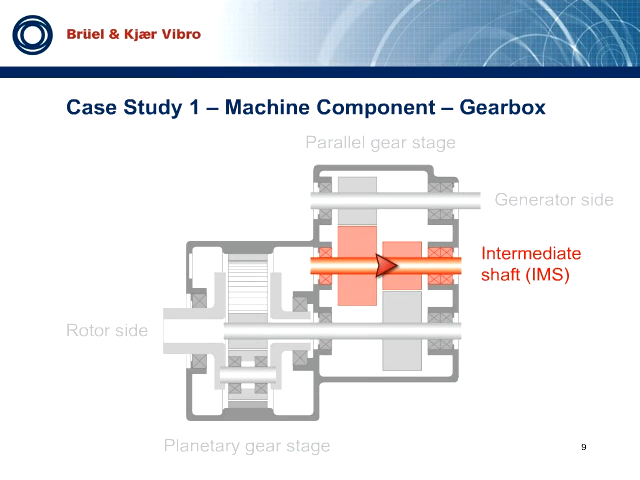 Brüel & Kjær Vibro
Case Study 1 – Machine Component – Gearbox
Parallel gear stage
Generator side
Intermediate
shaft (IMS)
Rotor side
Planetary gear stage
9